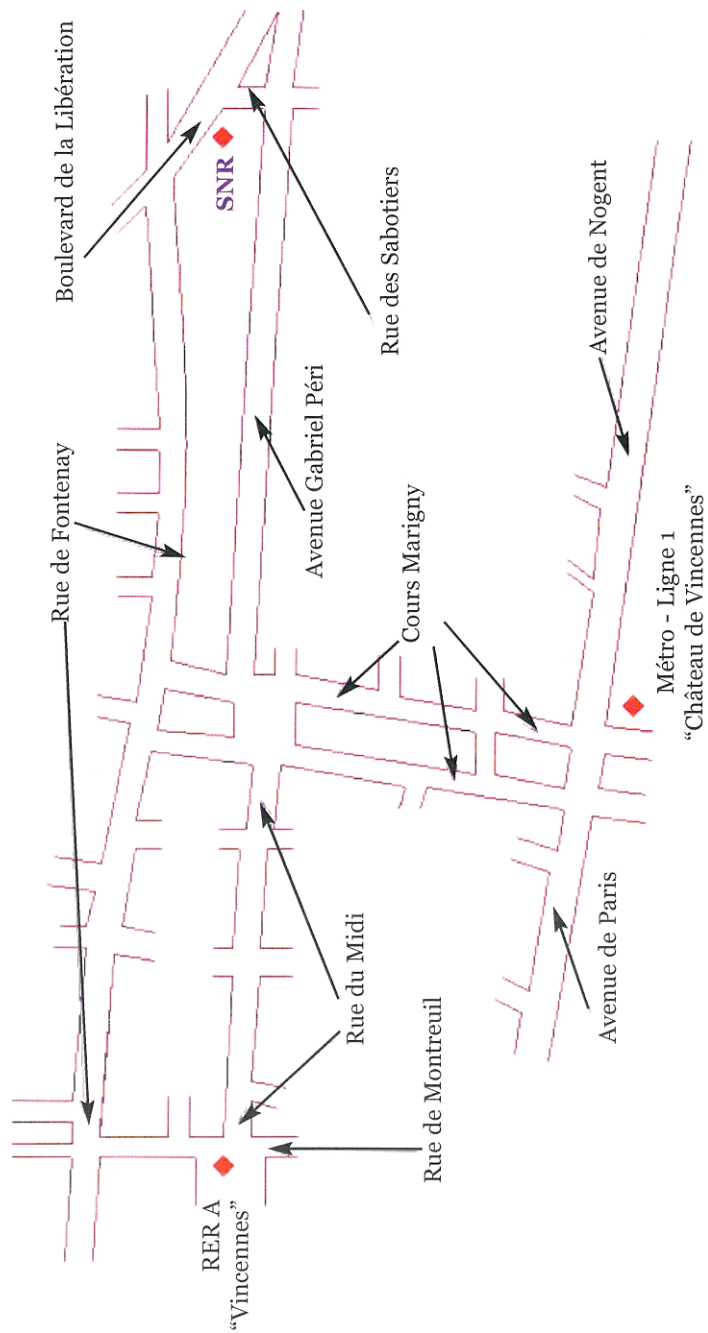 Boulevard de la Libération
Rue de Fontenay
SNR
Rue des Sabotiers
Avenue Gabriel Péri
Cours Marigny
Avenue de Nogent
Métro - Ligne 1
“Château de Vincennes”
Rue du Midi
Avenue de Paris
Rue de Montreuil
RER A
“Vincennes”